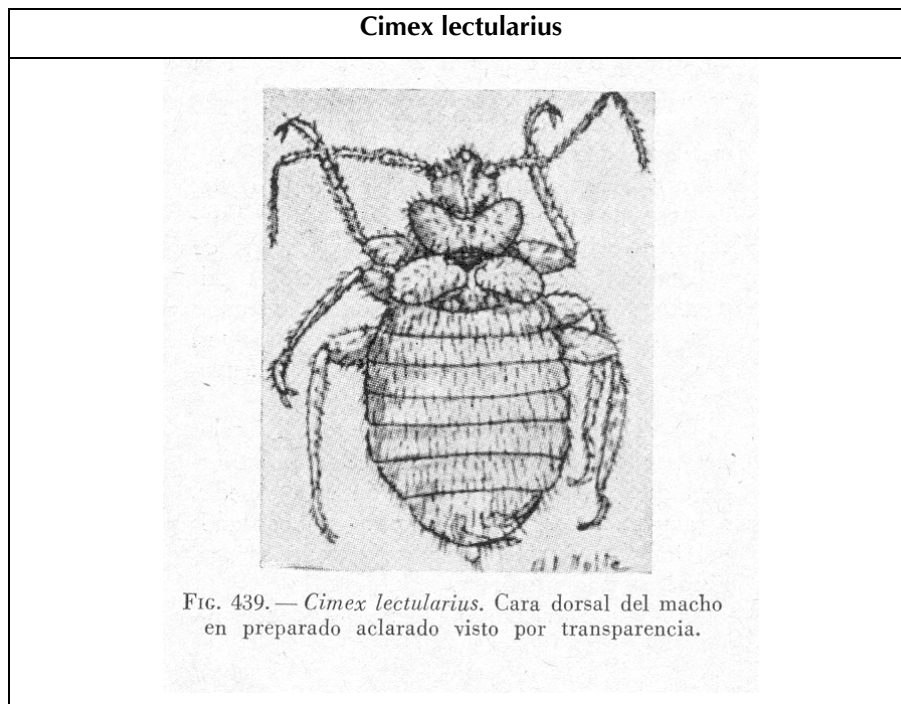 Cimex lectularius
FIG. 439. — Cimex lectularius. Cara dorsal del macho
en preparado aclarado visto por transparencia.